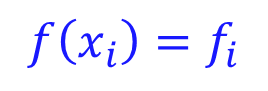 f(xᵢ) = fᵢ